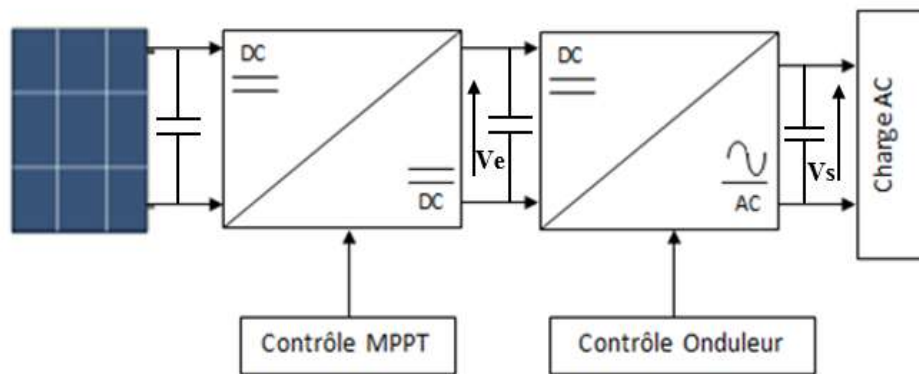 DC
DC
Ve
DC
AC
Vs
Charge AC
Contrôle MPPT
Contrôle Onduleur